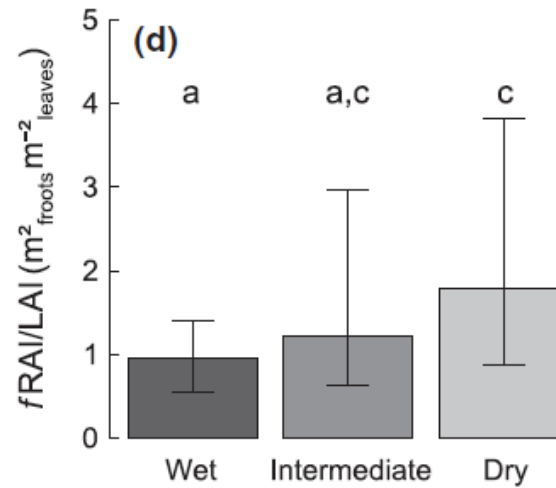 (d)
fRAI/LAI (m²froots m⁻²leaves)
5
4
3
2
1
0
a
a,c
c
Wet
Intermediate
Dry